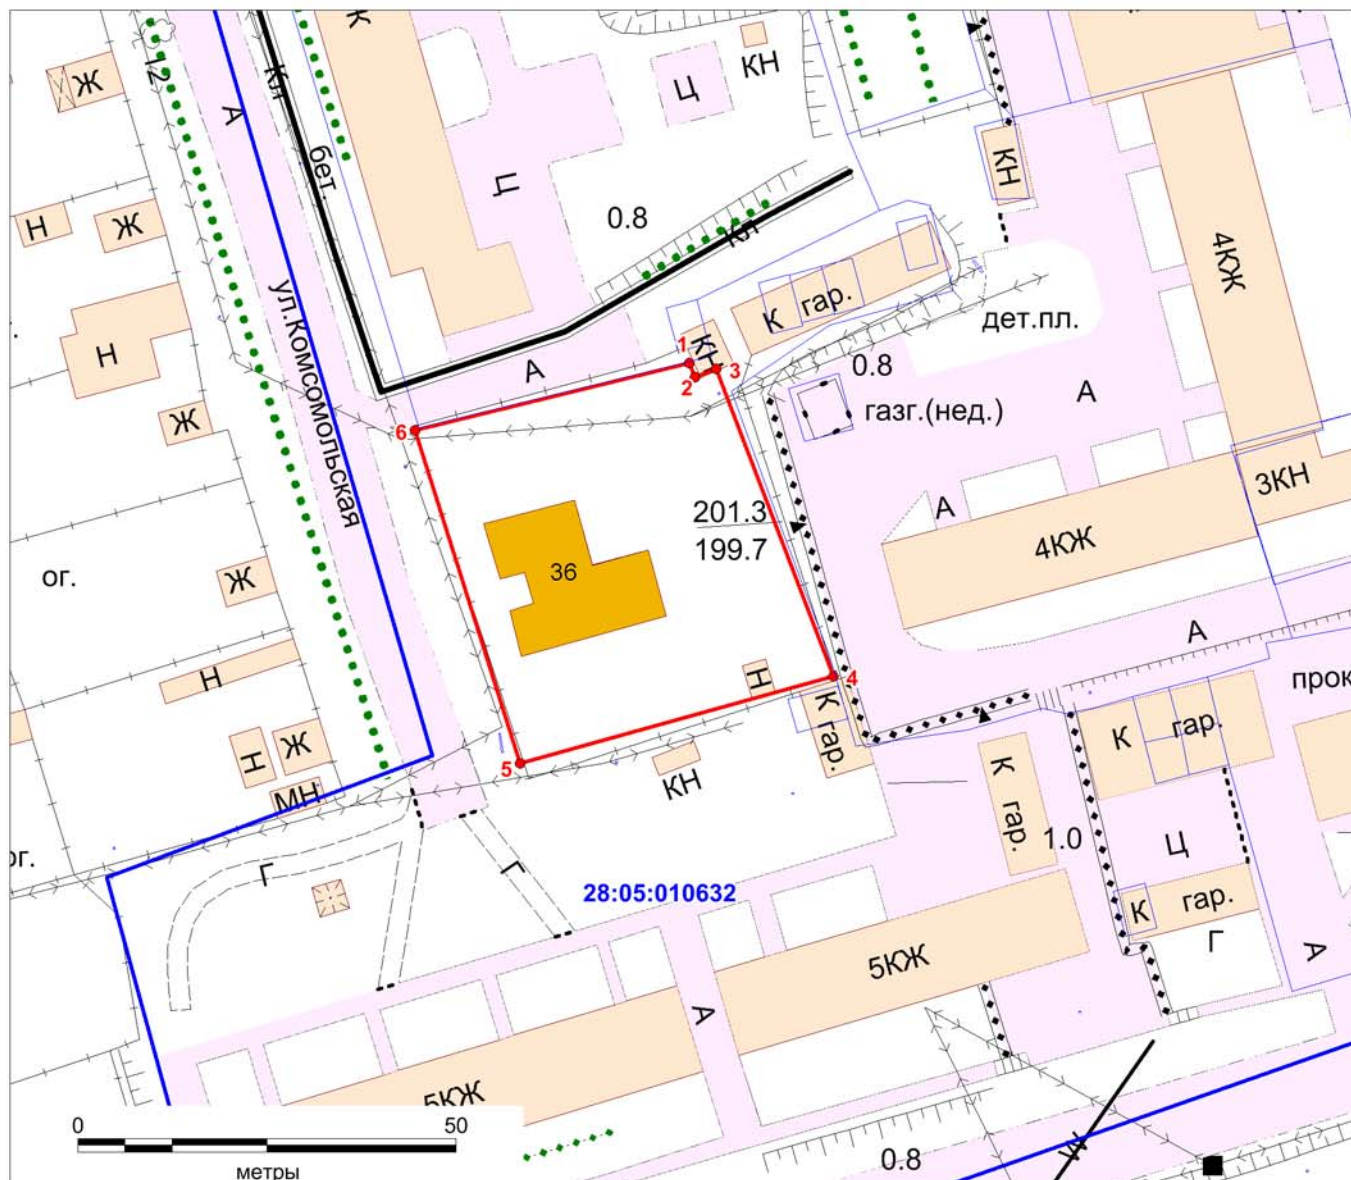 Ж
КН
Ц
Ж
12
А
Кл
бет.
КН
Н
Ж
Ц
0.8
Кл
4КЖ
ул.Комсомольская
К гар.
дет.пл.
Н
1
КН
3
2
0.8
А
А
газг.(нед.)
Ж
6
201.3
199.7
А
3КН
4КЖ
36
ог.
Ж
А
Н
Н
4
прок
К гар.
К гар.
Н
Ж
5
КН
МН
К гар.
1.0
Ц
Г
Г
28:05:010632
К гар.
Г
А
5КЖ
А
5КЖ
0 50
метры
0.8